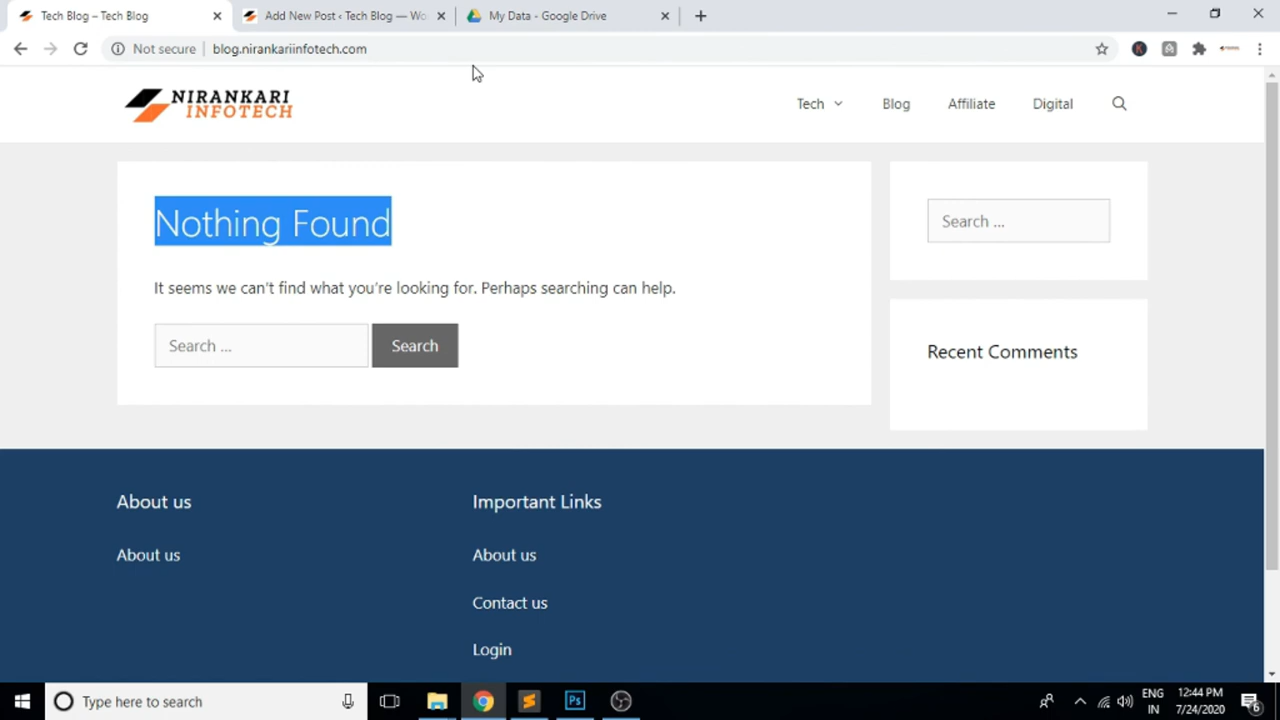 Tech Blog – Tech Blog
Add New Post ‹ Tech Blog — Wo
My Data - Google Drive
Not secure
blog.nirankariinfotech.com
K
NIRANKARI
INFOTECH
Tech
Blog
Affiliate
Digital
Nothing Found
Search ...
It seems we can't find what you're looking for. Perhaps searching can help.
Search ...
Search
Recent Comments
About us
Important Links
About us
About us
Contact us
Login
Type here to search
Ps
ENG
IN
12:44 PM
7/24/2020
6